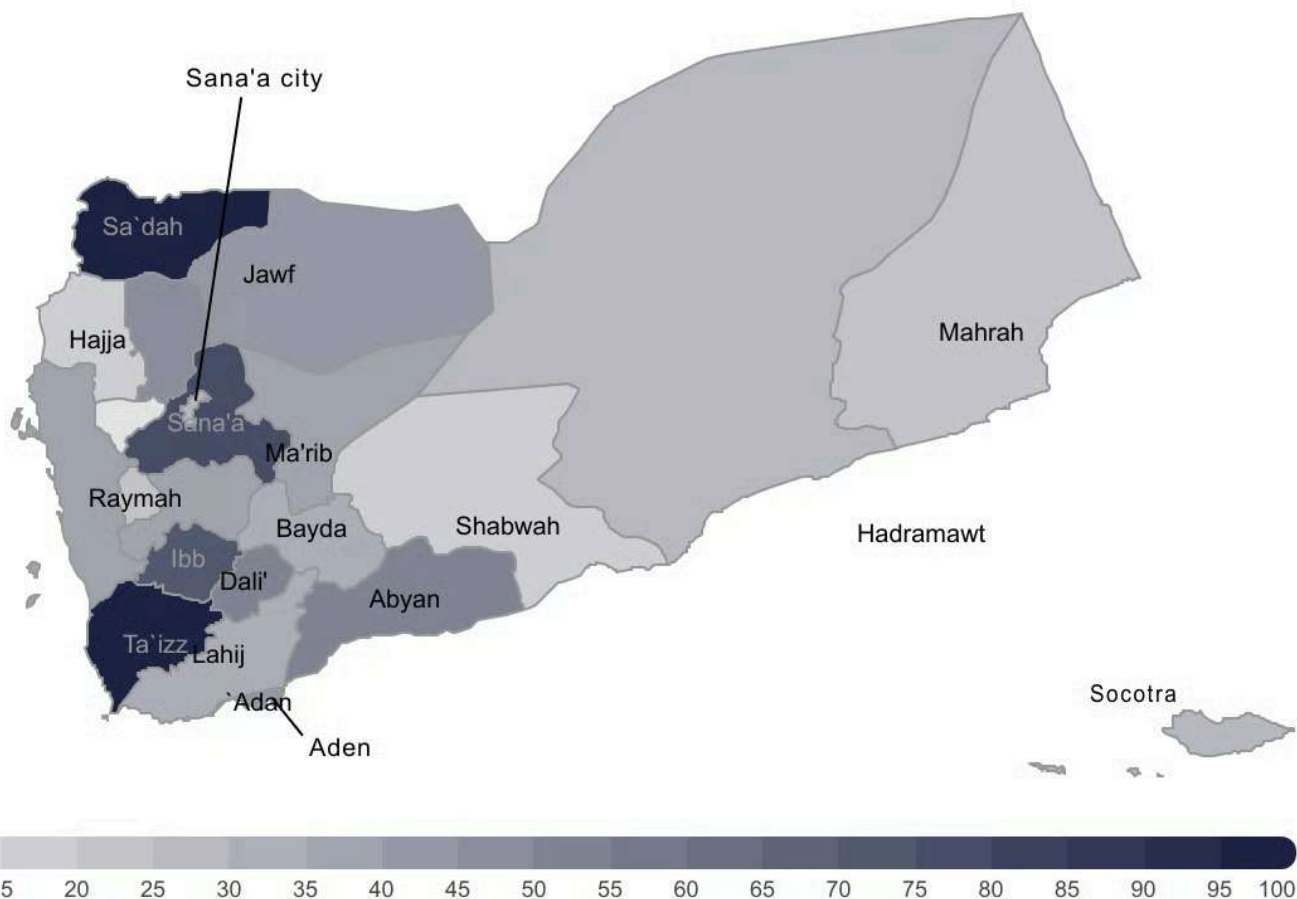 Sana'a city
Sa`dah
Jawf
Hajja
Mahrah
Sana'a
Ma'rib
Raymah
Bayda
Shabwah
Hadramawt
Ibb
Dali'
Abyan
Ta`izz
Lahij
`Adan
Socotra
Aden
5 20 25 30 35 40 45 50 55 60 65 70 75 80 85 90 95 100